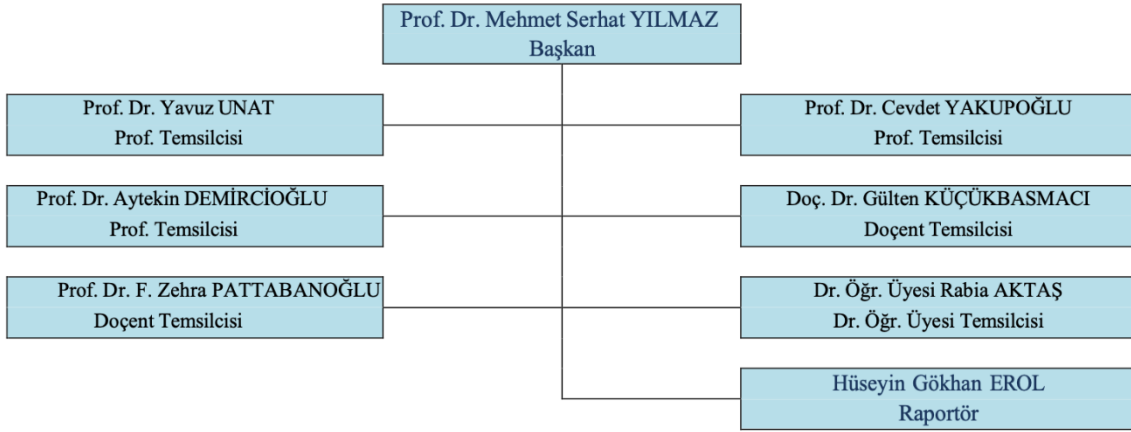 Prof. Dr. Mehmet Serhat YILMAZ
Başkan
Prof. Dr. Yavuz UNAT
Prof. Temsilcisi
Prof. Dr. Cevdet YAKUPOĞLU
Prof. Temsilcisi
Prof. Dr. Aytekin DEMİRCİOĞLU
Prof. Temsilcisi
Doç. Dr. Gülten KÜÇÜKBASMACI
Doçent Temsilcisi
Prof. Dr. F. Zehra PATTABANOĞLU
Doçent Temsilcisi
Dr. Öğr. Üyesi Rabia AKTAŞ
Dr. Öğr. Üyesi Temsilcisi
Hüseyin Gökhan EROL
Raportör